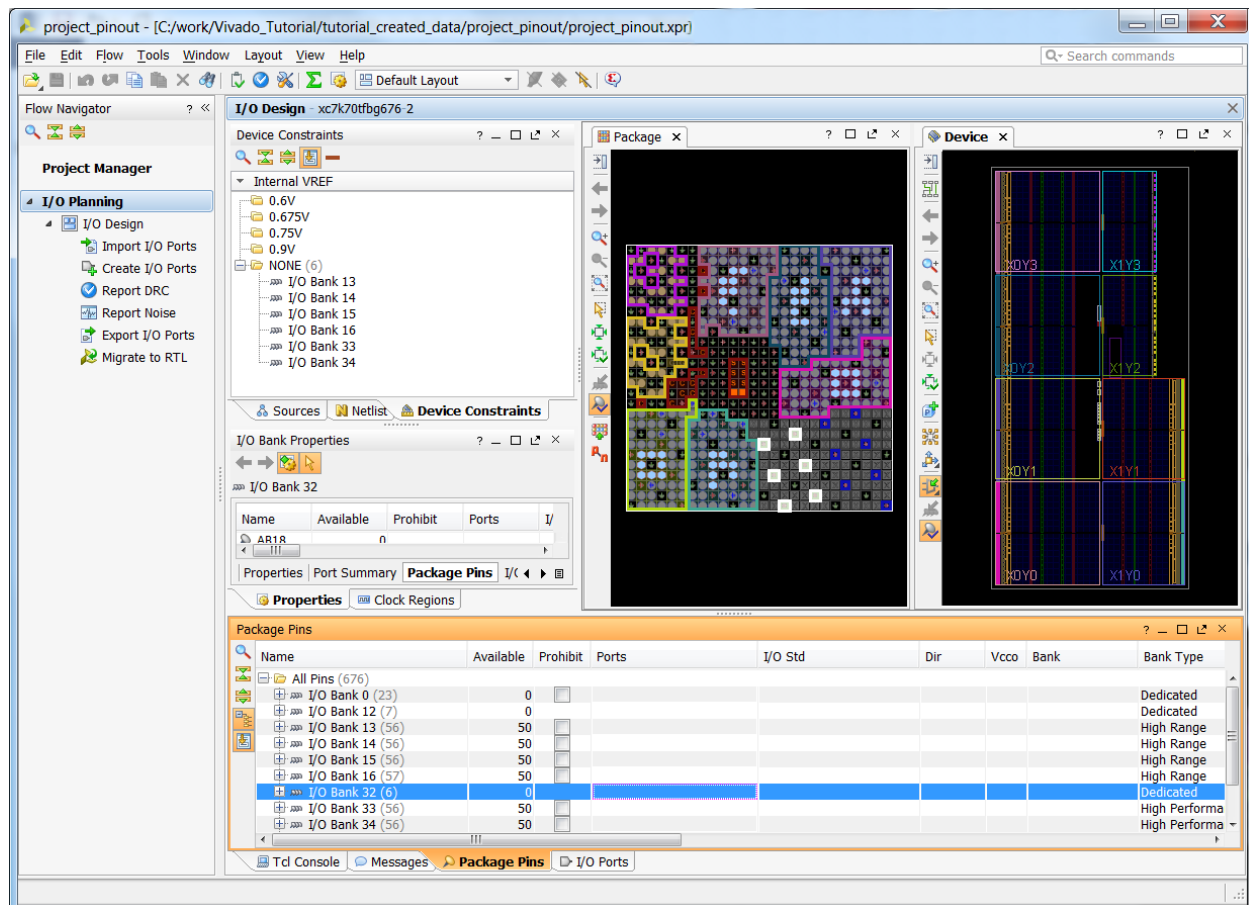 project_pinout - [C:/work/Vivado_Tutorial/tutorial_created_data/project_pinout/project_pinout.xpr]
File Edit Flow Tools Window Layout View Help
Search commands
Default Layout
Flow Navigator
Project Manager
I/O Planning
I/O Design
Import I/O Ports
Create I/O Ports
Report DRC
Report Noise
Export I/O Ports
Migrate to RTL
I/O Design - xc7k70tfbg676-2
Device Constraints
Internal VREF
0.6V
0.675V
0.75V
0.9V
NONE (6)
I/O Bank 13
I/O Bank 14
I/O Bank 15
I/O Bank 16
I/O Bank 33
I/O Bank 34
Sources Netlist Device Constraints
I/O Bank Properties
I/O Bank 32
Name Available Prohibit Ports I/
AB18 0
Properties Port Summary Package Pins I/(
Properties Clock Regions
Package
Device
X0Y3 X1Y3
X0Y2 X1Y2
X0Y1 X1Y1
X0Y0 X1Y0
Package Pins
Name Available Prohibit Ports I/O Std Dir Vcco Bank Bank Type
All Pins (676)
I/O Bank 0 (23) 0 Dedicated
I/O Bank 12 (7) 0 Dedicated
I/O Bank 13 (56) 50 High Range
I/O Bank 14 (56) 50 High Range
I/O Bank 15 (56) 50 High Range
I/O Bank 16 (57) 50 High Range
I/O Bank 32 (6) 0 Dedicated
I/O Bank 33 (56) 50 High Performa
I/O Bank 34 (56) 50 High Performa
Tcl Console Messages Package Pins I/O Ports